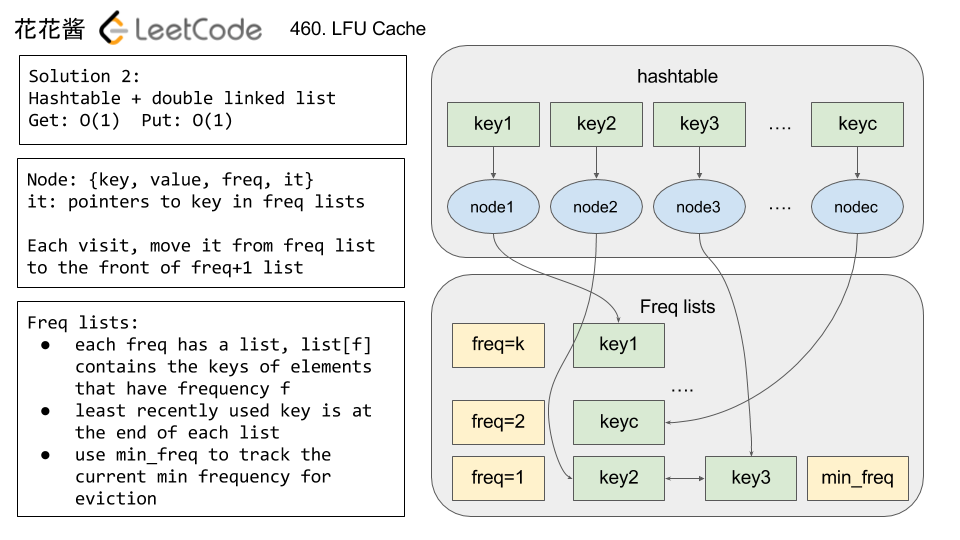 花花酱 LeetCode 460. LFU Cache
Solution 2:
Hashtable + double linked list
Get: O(1) Put: O(1)
Node: {key, value, freq, it}
it: pointers to key in freq lists
Each visit, move it from freq list
to the front of freq+1 list
Freq lists:
● each freq has a list, list[f]
contains the keys of elements
that have frequency f
● least recently used key is at
the end of each list
● use min_freq to track the
current min frequency for
eviction
hashtable
key1 key2 key3 .... keyc
node1 node2 node3 .... nodec
Freq lists
freq=k key1
....
freq=2 keyc
freq=1 key2 key3 min_freq